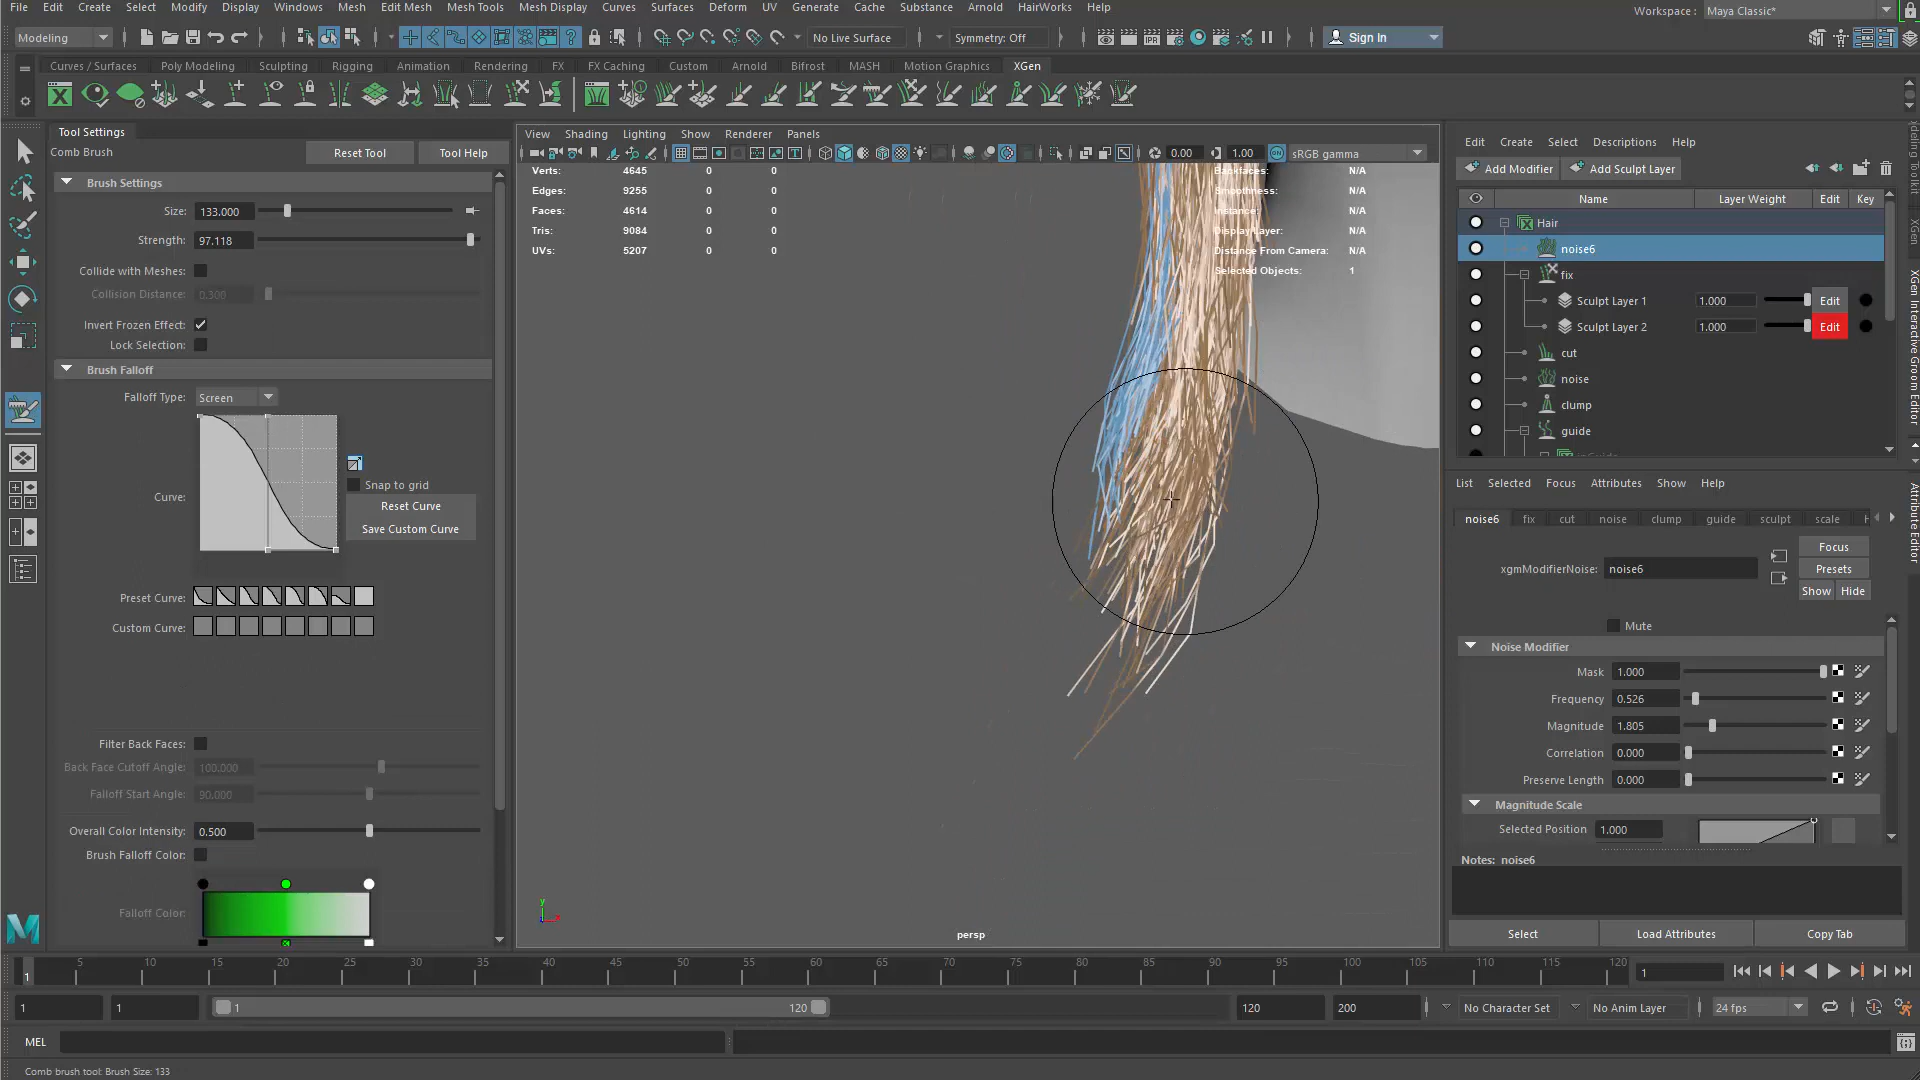 File Edit Create Select Modify Display Windows Mesh Edit Mesh Mesh Tools Mesh Display Curves Surfaces Deform UV Generate Cache Substance Arnold HairWorks Help
Workspace : Maya Classic*
Modeling No Live Surface Symmetry: Off Sign In
Curves / Surfaces Poly Modeling Sculpting Rigging Animation Rendering FX FX Caching Custom Arnold Bifrost MASH Motion Graphics XGen
Tool Settings
Comb Brush Reset Tool Tool Help
Brush Settings
Size: 133.000
Strength: 97.118
Collide with Meshes:
Collision Distance: 0.300
Invert Frozen Effect:
Lock Selection:
Brush Falloff
Falloff Type: Screen
Curve:
Snap to grid
Reset Curve
Save Custom Curve
Preset Curve:
Custom Curve:
Filter Back Faces:
Back Face Cutoff Angle: 100.000
Falloff Start Angle: 90.000
Overall Color Intensity: 0.500
Brush Falloff Color:
Falloff Color:
View Shading Lighting Show Renderer Panels
0.00 1.00 ON sRGB gamma
Verts: 4645 0 0
Edges: 9255 0 0
Faces: 4614 0 0
Tris: 9084 0 0
UVs: 5207 0 0
Backfaces: N/A
Smoothness: N/A
Instance: N/A
Display Layer: N/A
Distance From Camera: N/A
Selected Objects: 1
y
persp
Edit Create Select Descriptions Help
Add Modifier Add Sculpt Layer
Name Layer Weight Edit Key
Hair
noise6
fix
Sculpt Layer 1 1.000 Edit
Sculpt Layer 2 1.000 Edit
cut
noise
clump
guide
List Selected Focus Attributes Show Help
noise6 fix cut noise clump guide sculpt scale
Focus
xgmModifierNoise: noise6 Presets
Show Hide
Mute
Noise Modifier
Mask 1.000
Frequency 0.526
Magnitude 1.805
Correlation 0.000
Preserve Length 0.000
Magnitude Scale
Selected Position 1.000
Notes: noise6
Select Load Attributes Copy Tab
XGen
XGen Interactive Groom Editor
Attribute Editor
5 10 15 20 25 30 35 40 45 50 55 60 65 70 75 80 85 90 95 100 105 110 115 120
1 1
1 1 1 120 120 200 No Character Set No Anim Layer 24 fps
MEL
Comb brush tool: Brush Size: 133